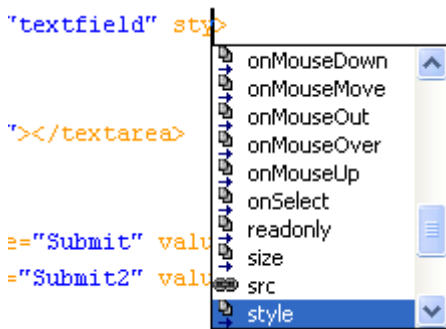 "textfield" sty>
onMouseDown
onMouseMove
onMouseOut
"></textarea>
onMouseOver
onMouseUp
onSelect
readonly
e="Submit" valu
size
="Submit2" valu
src
style